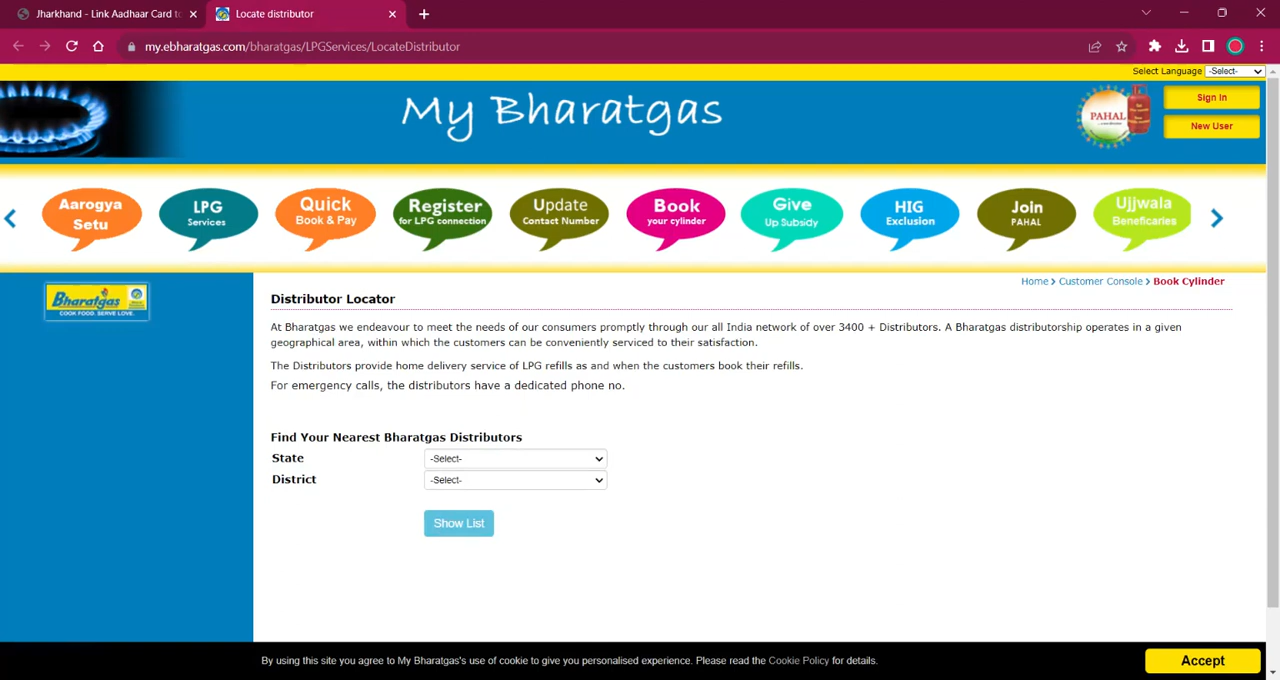 Jharkhand - Link Aadhaar Card to
Locate distributor
my.ebharatgas.com/bharatgas/LPGServices/LocateDistributor
Select Language -Select-
My Bharatgas
PAHAL
Sign In
New User
Aarogya
Setu
LPG
Services
Quick
Book & Pay
Register
for LPG connection
Update
Contact Number
Book
your cylinder
Give
Up Subsidy
HIG
Exclusion
Join
PAHAL
Ujjwala
Beneficaries
Bharatgas
COOK FOOD. SERVE LOVE.
Home > Customer Console > Book Cylinder
Distributor Locator
At Bharatgas we endeavour to meet the needs of our consumers promptly through our all India network of over 3400 + Distributors. A Bharatgas distributorship operates in a given
geographical area, within which the customers can be conveniently serviced to their satisfaction.
The Distributors provide home delivery service of LPG refills as and when the customers book their refills.
For emergency calls, the distributors have a dedicated phone no.
Find Your Nearest Bharatgas Distributors
State -Select-
District -Select-
Show List
By using this site you agree to My Bharatgas's use of cookie to give you personalised experience. Please read the Cookie Policy for details.
Accept